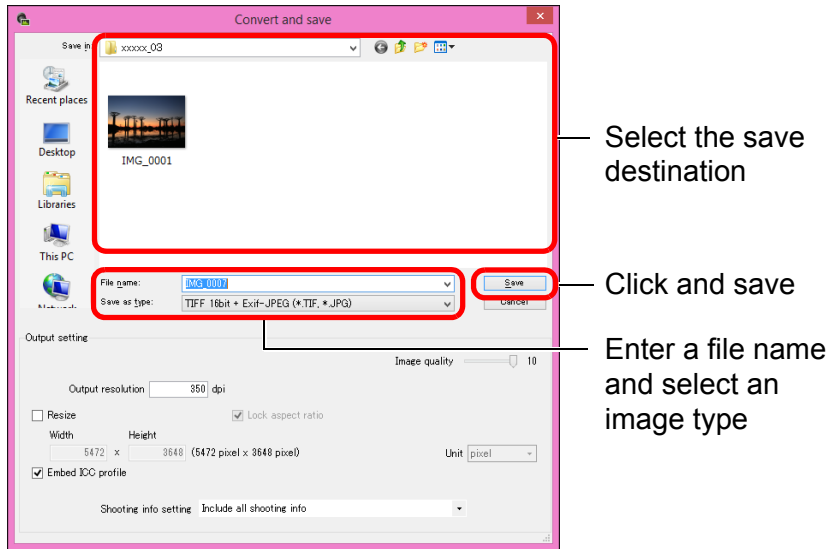 Convert and save
Save in:
xxxxx_03
Recent places
Desktop
Libraries
This PC
IMG_0001
Select the save
destination
File name:
IMG_0007
Save
Click and save
Save as type:
TIFF 16bit + Exif-JPEG (*.TIF, *.JPG)
Cancel
Enter a file name
and select an
image type
Output setting
Image quality 10
Output resolution 350 dpi
Resize
Lock aspect ratio
Width Height
5472 x 3648 (5472 pixel x 3648 pixel)
Unit pixel
Embed ICC profile
Shooting info setting Include all shooting info